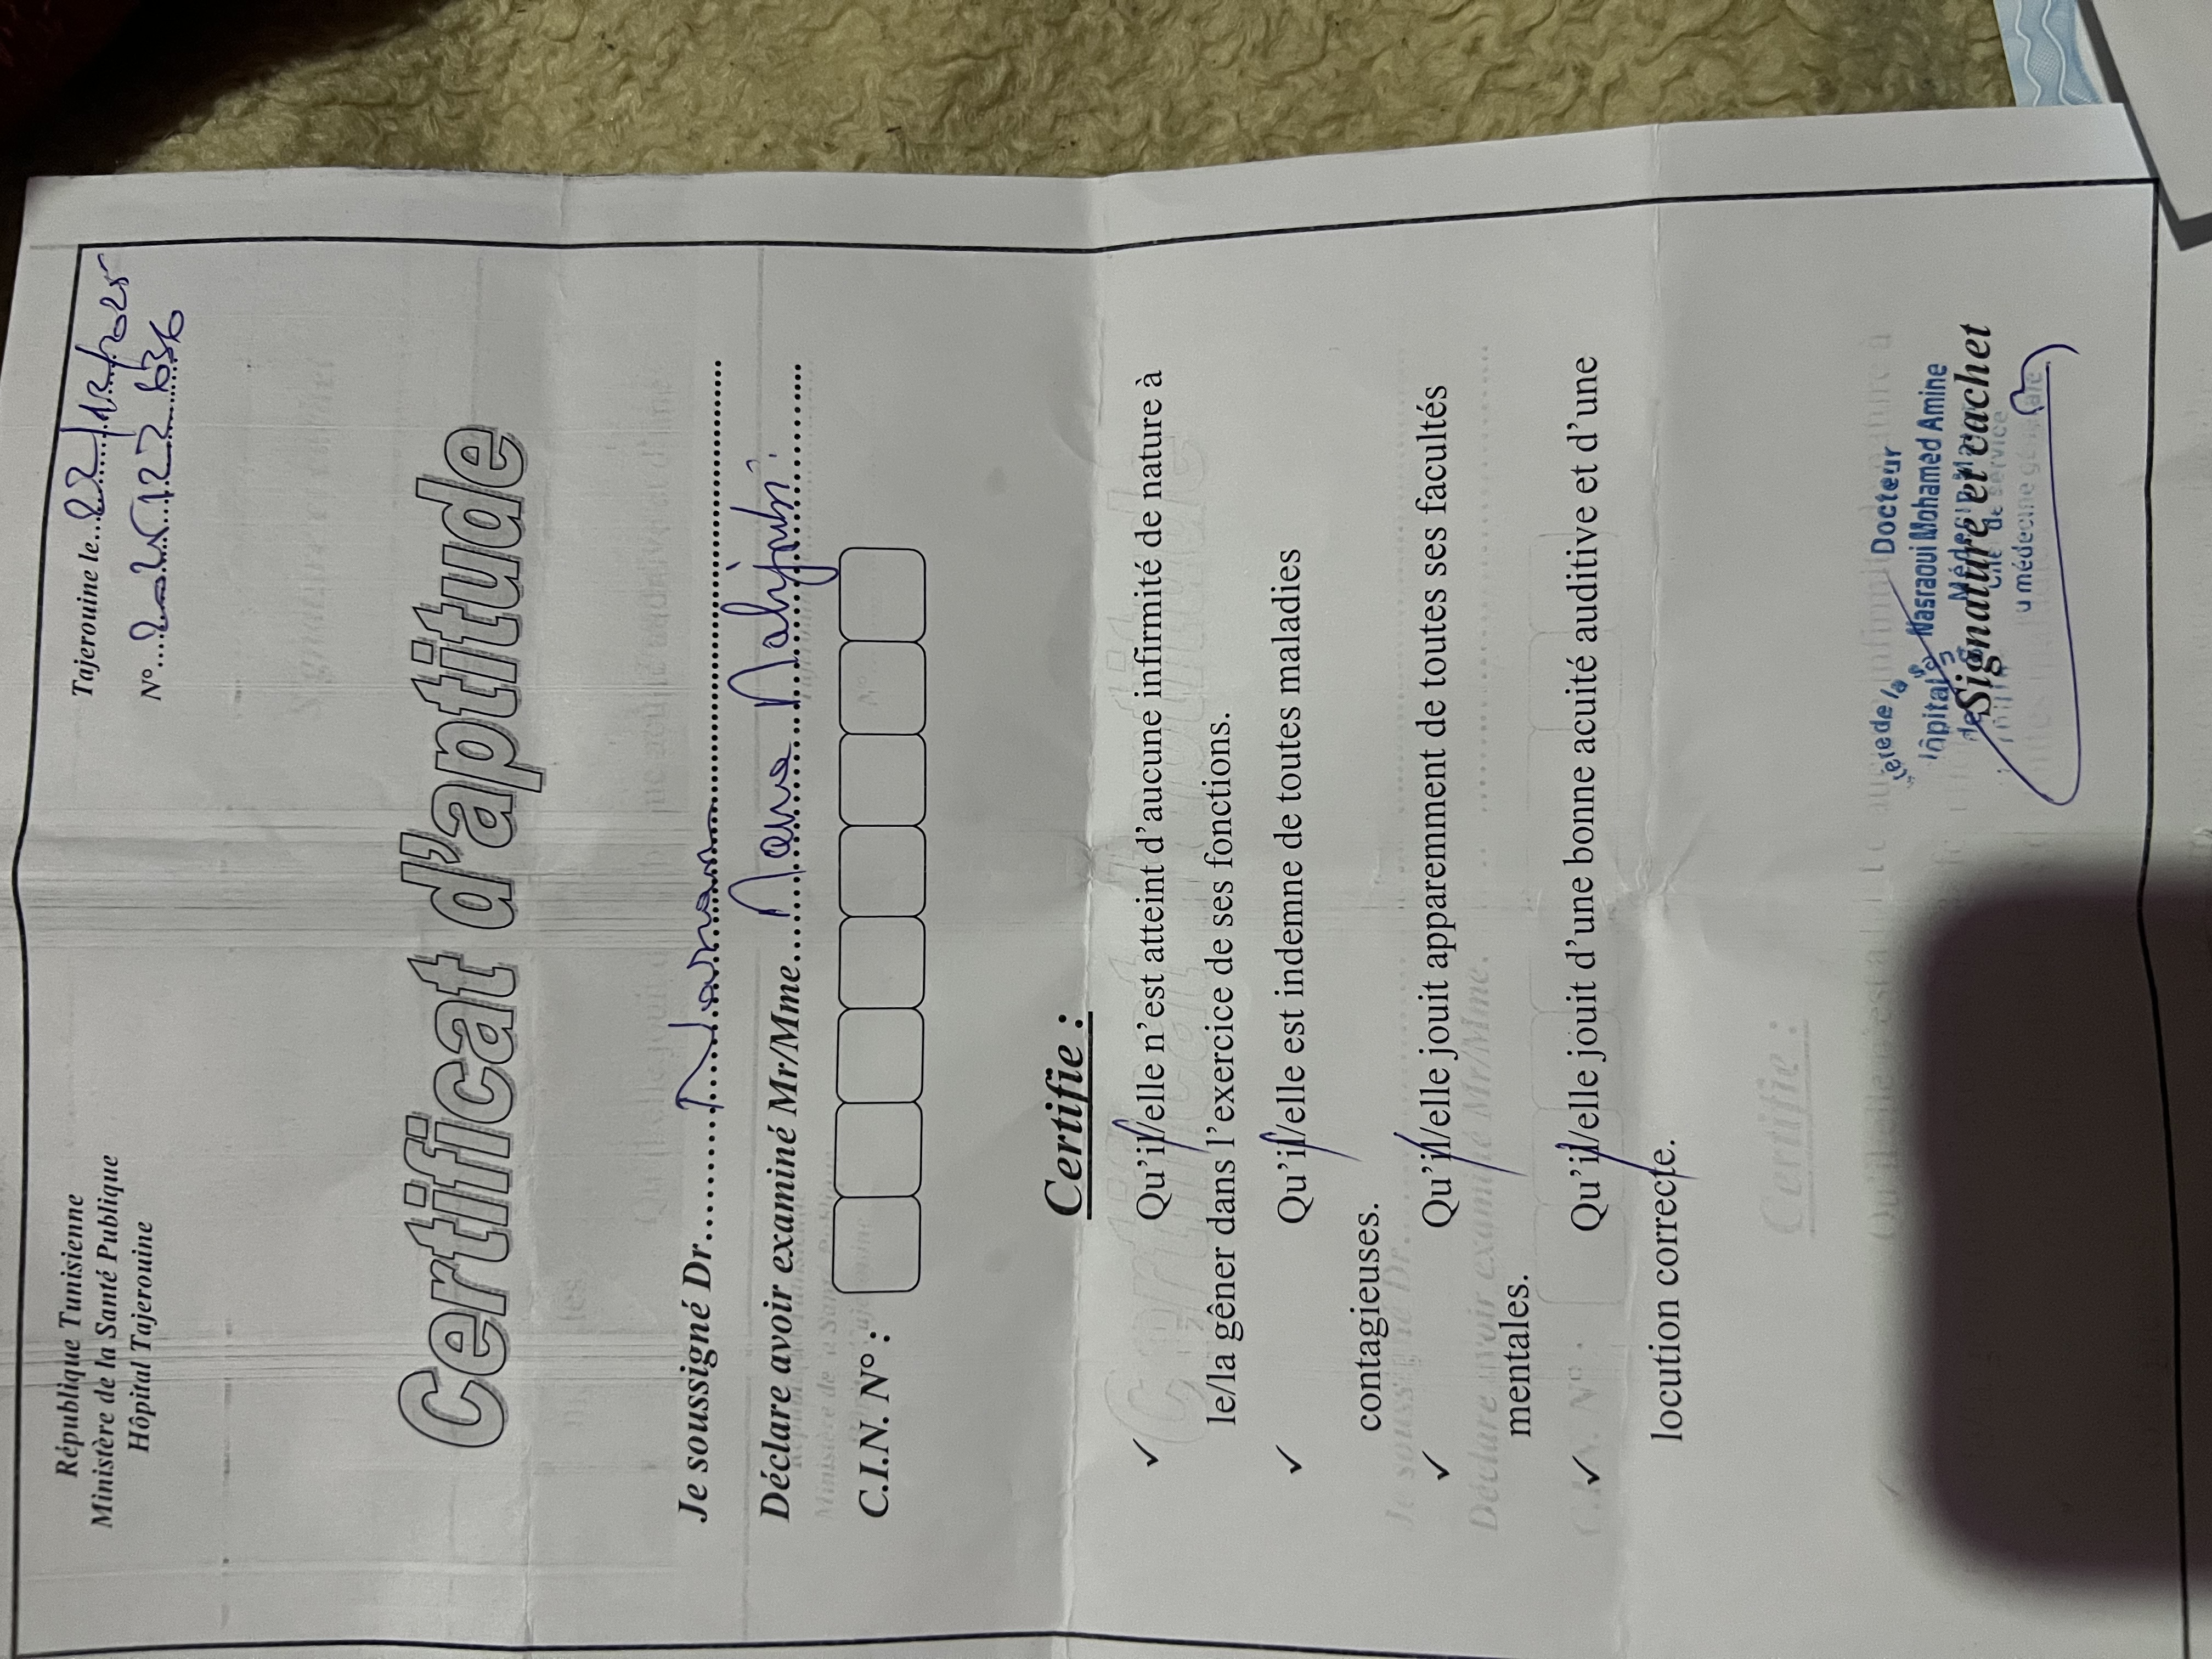 République Tunisienne
Ministère de la Santé Publique
Hôpital Tajerouine
Tajerouine le...22/12/2025
N°....2025122 636
Certificat d'aptitude
Je soussigné Dr.
Déclare avoir examiné Mr/Mme....
C.I.N. N° :
Certifie :
✓ Qu'il/elle n'est atteint d'aucune infirmité de nature à
le/la gêner dans l'exercice de ses fonctions.
✓ Qu'il/elle est indemne de toutes maladies
contagieuses.
✓ Qu'il/elle jouit apparemment de toutes ses facultés
mentales.
✓ Qu'il/elle jouit d'une bonne acuité auditive et d'une
locution correcte.
Docteur
Nasraoui Mohamed Amine
Signature et cachet